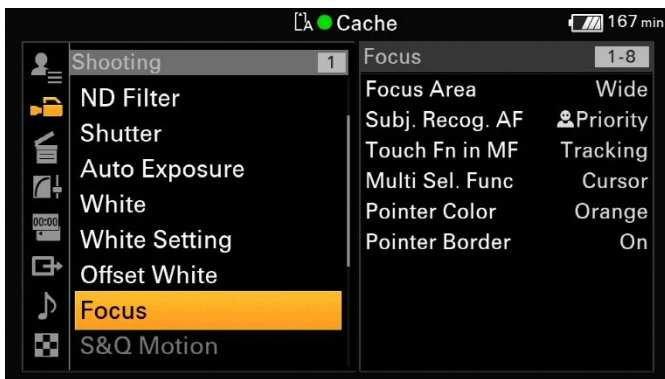 A Cache 167 min
Shooting 1
ND Filter
Shutter
Auto Exposure
White
White Setting
Offset White
Focus
S&Q Motion
00:00
Focus 1-8
Focus Area Wide
Subj. Recog. AF Priority
Touch Fn in MF Tracking
Multi Sel. Func Cursor
Pointer Color Orange
Pointer Border On